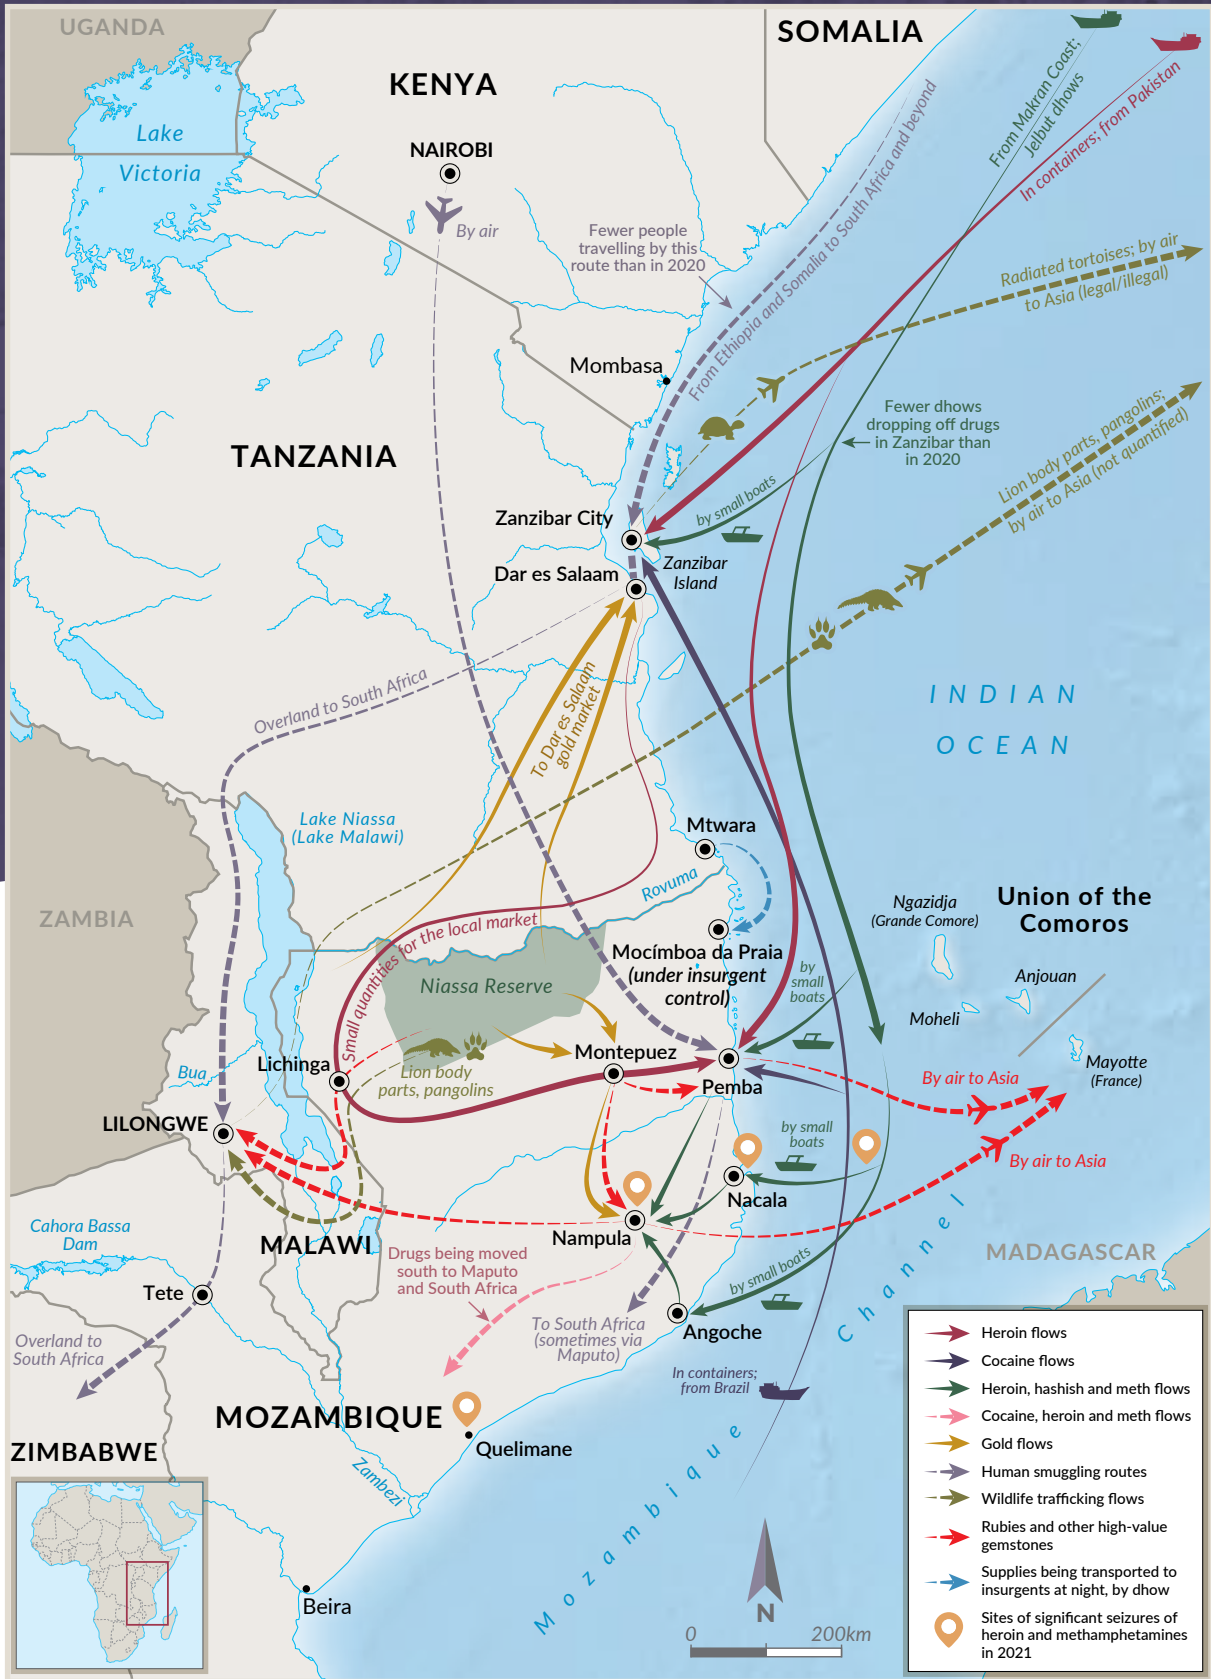 UGANDA
SOMALIA
KENYA
Lake
Victoria
NAIROBI
By air
Fewer people
travelling by this
route than in 2020
From Ethiopia and Somalia to South Africa and beyond
From Makran Coast;
Jelbut dhows
In containers; from Pakistan
Radiated tortoises; by air
to Asia (legal/illegal)
Mombasa
Fewer dhows
dropping off drugs
in Zanzibar than
in 2020
Lion body parts, pangolins;
by air to Asia (not quantified)
TANZANIA
by small boats
Zanzibar City
Zanzibar
Island
Dar es Salaam
Overland to South Africa
To Dar es Salaam
gold market
INDIAN
OCEAN
Lake Niassa
(Lake Malawi)
Mtwara
Rovuma
ZAMBIA
Ngazidja
(Grande Comore)
Union of the
Comoros
Small quantities for the local market
Mocímboa da Praia
(under insurgent
control)
by
small
boats
Niassa Reserve
Anjouan
Moheli
Mayotte
(France)
Lichinga
Bua
Lion body
parts, pangolins
Montepuez
Pemba
By air to Asia
LILONGWE
by small
boats
By air to Asia
Nacala
Cahora Bassa
Dam
MALAWI
Nampula
MADAGASCAR
Drugs being moved
south to Maputo
and South Africa
by small boats
Tete
To South Africa
(sometimes via
Maputo)
Angoche
Overland to
South Africa
In containers;
from Brazil
MOZAMBIQUE
Quelimane
ZIMBABWE
Zambezi
Mozambique Channel
Beira
N
0 200km
Heroin flows
Cocaine flows
Heroin, hashish and meth flows
Cocaine, heroin and meth flows
Gold flows
Human smuggling routes
Wildlife trafficking flows
Rubies and other high-value
gemstones
Supplies being transported to
insurgents at night, by dhow
Sites of significant seizures of
heroin and methamphetamines
in 2021